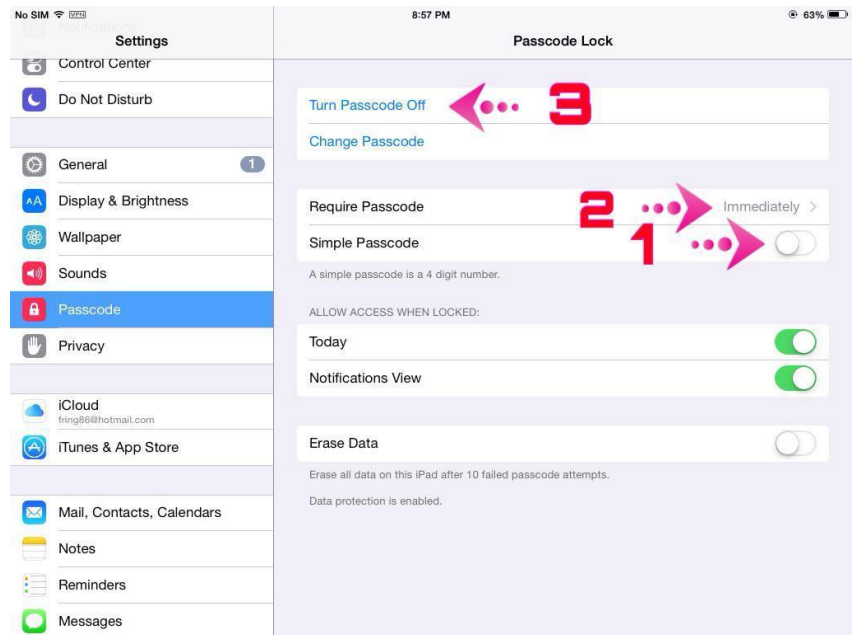 No SIM VPN 8:57 PM 63%
Notifications
Settings
Control Center
Do Not Disturb
General 1
Display & Brightness
Wallpaper
Sounds
Passcode
Privacy
iCloud
fring86@hotmail.com
iTunes & App Store
Mail, Contacts, Calendars
Notes
Reminders
Messages
Passcode Lock
Turn Passcode Off 3
Change Passcode
Require Passcode 2 Immediately
Simple Passcode 1
A simple passcode is a 4 digit number.
ALLOW ACCESS WHEN LOCKED:
Today
Notifications View
Erase Data
Erase all data on this iPad after 10 failed passcode attempts.
Data protection is enabled.